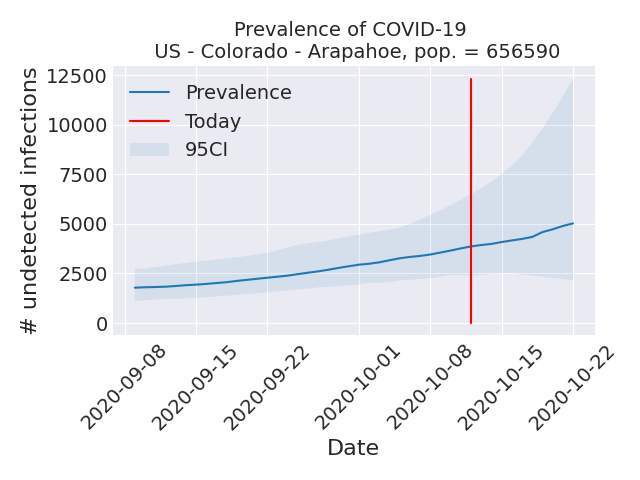 Prevalence of COVID-19
US - Colorado - Arapahoe, pop. = 656590
# undetected infections
12500
10000
7500
5000
2500
0
Prevalence
Today
95CI
2020-09-08
2020-09-15
2020-09-22
2020-10-01
2020-10-08
2020-10-15
2020-10-22
Date